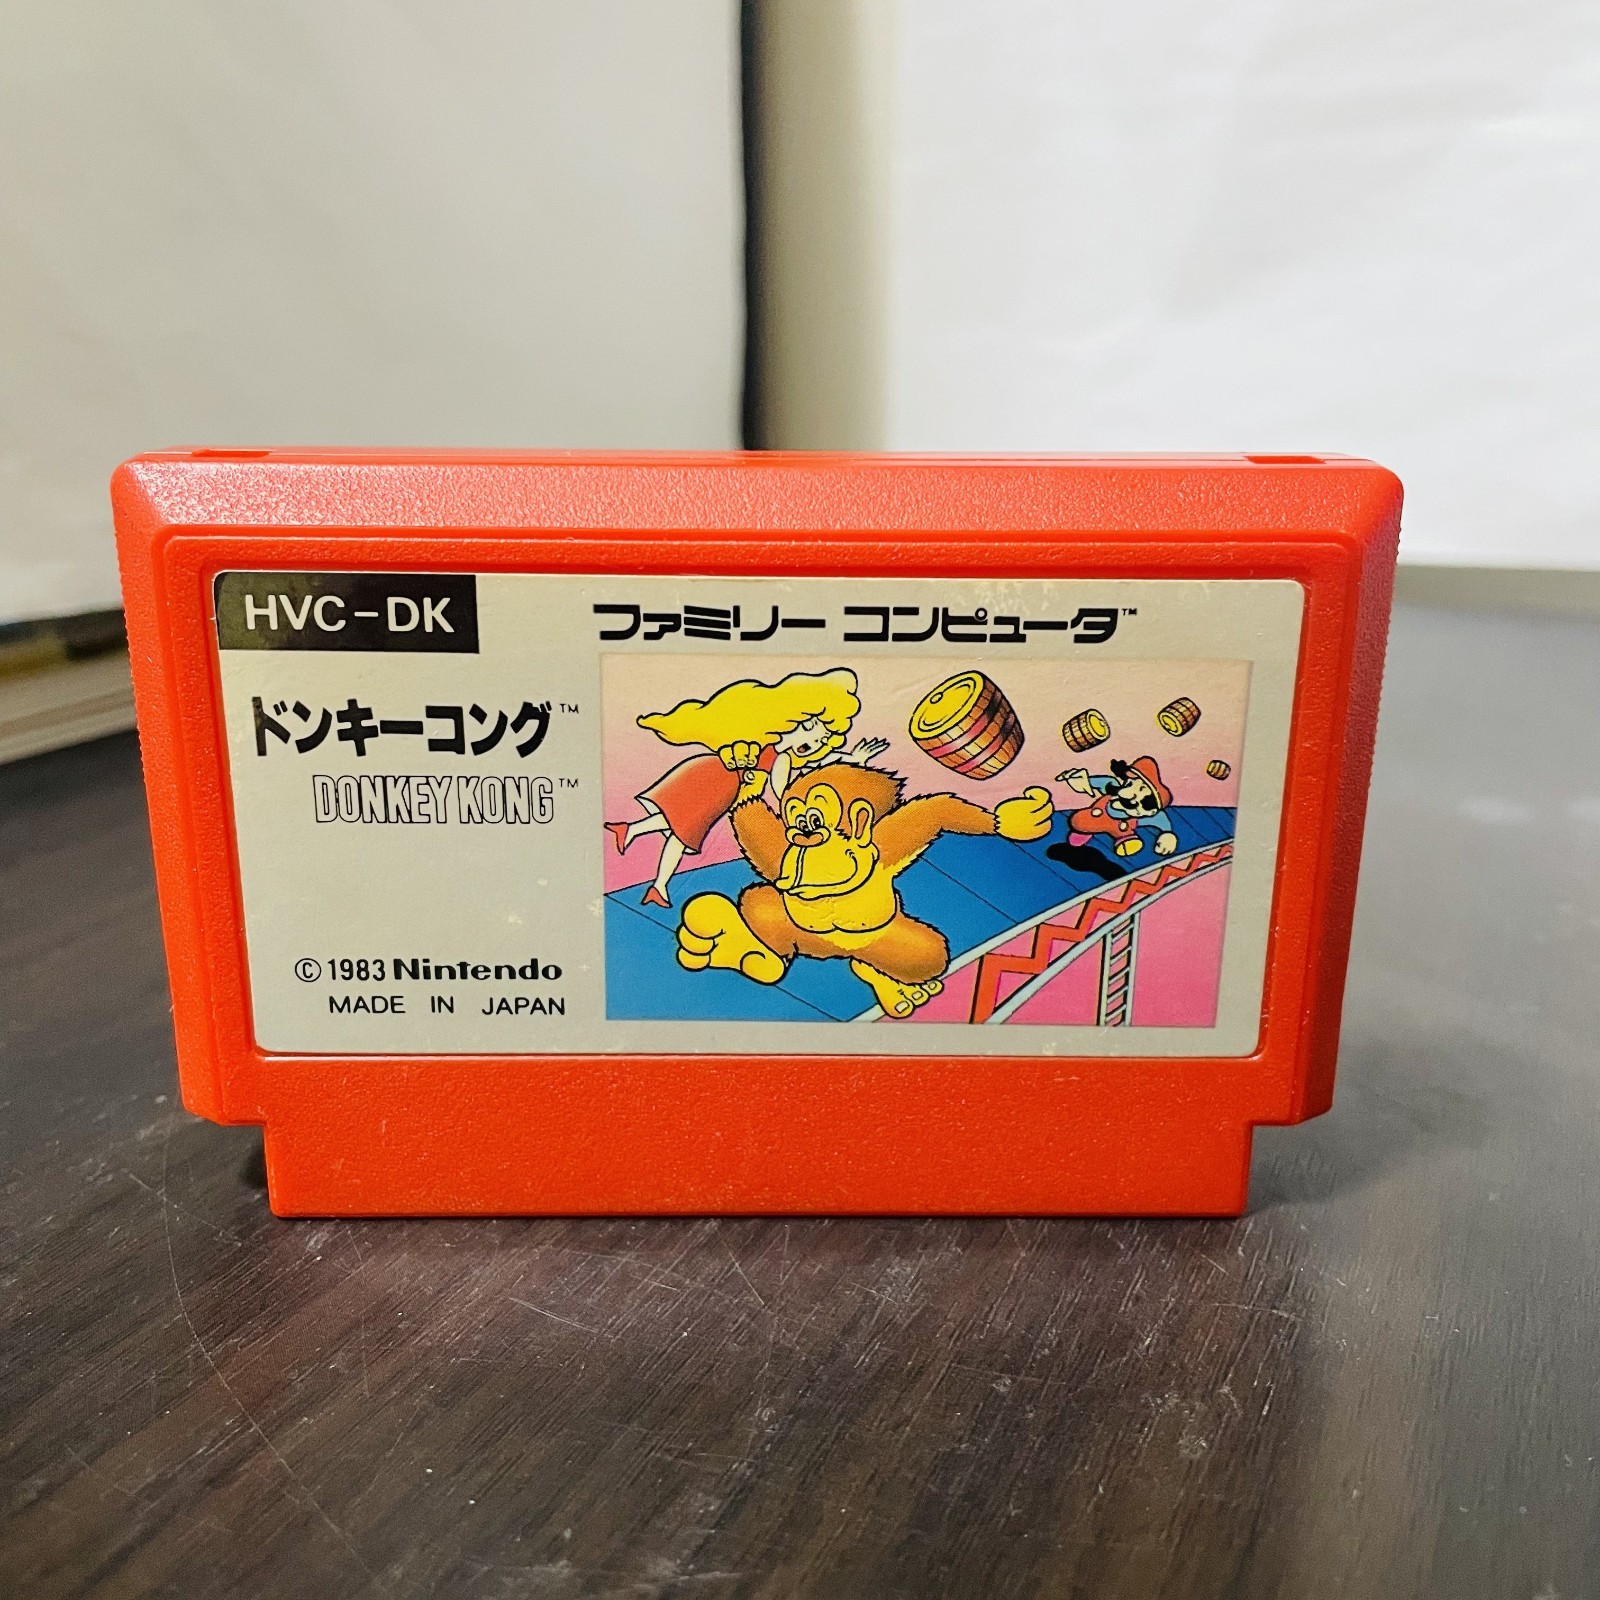 HVC-DK
ファミリー コンピュータ™
ドンキーコング™
DONKEY KONG™
©1983 Nintendo
MADE IN JAPAN